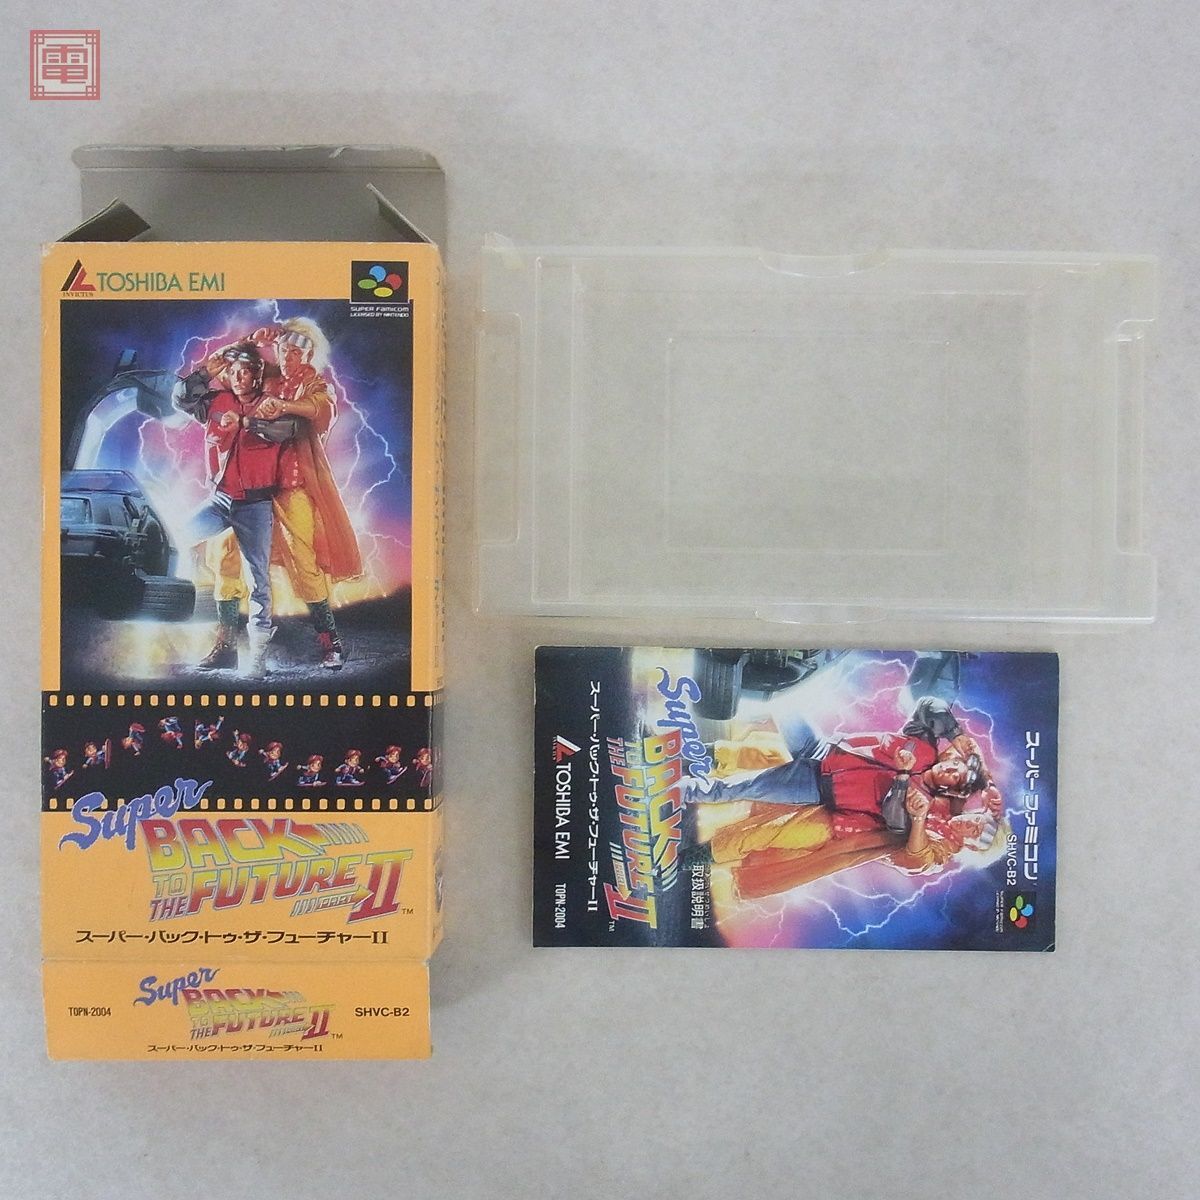 電
INVICTUS
TOSHIBA EMI
SUPER FAMICOM
LICENSED BY NINTENDO
Super
BACK
TO THE FUTURE
PART II™
スーパー・バック・トゥ・ザ・フューチャーII
TOPN-2004
Super
BACK
TO THE FUTURE
PART II™
SHVC-B2
スーパー・バック・トゥ・ザ・フューチャーII
スーパーファミコン
SHVC-B2
Super
BACK
TO THE FUTURE
PART II™
取扱説明書
スーパー・バック・トゥ・ザ・フューチャーII
TOSHIBA EMI
TOPN-2004